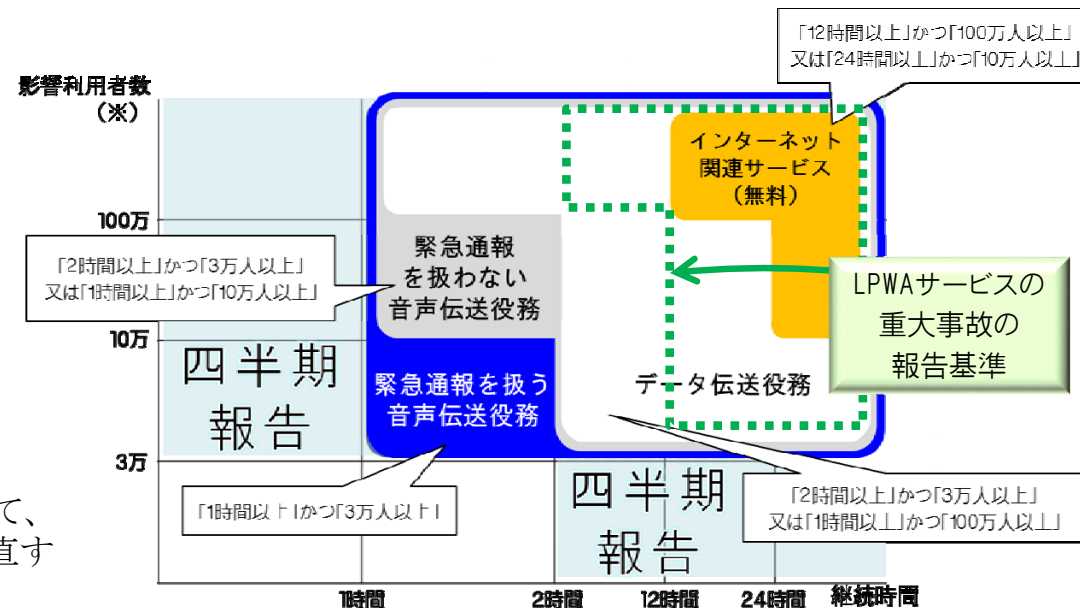 「12時間以上」かつ「100万人以上」
又は「24時間以上」かつ「10万人以上」
影響利用者数
（※）
インターネット
関連サービス
（無料）
100万
緊急通報
を扱わない
音声伝送役務
「2時間以上」かつ「3万人以上」
又は「1時間以上」かつ「10万人以上」
LPWAサービスの
重大事故の
報告基準
10万
四半期
報告
緊急通報を扱う
音声伝送役務
データ伝送役務
3万
「1時間以上」かつ「3万人以上」
四半期
報告
「2時間以上」かつ「3万人以上」
又は「1時間以上」かつ「100万人以上」
て、
直す
1時間
2時間
12時間
24時間
継続時間